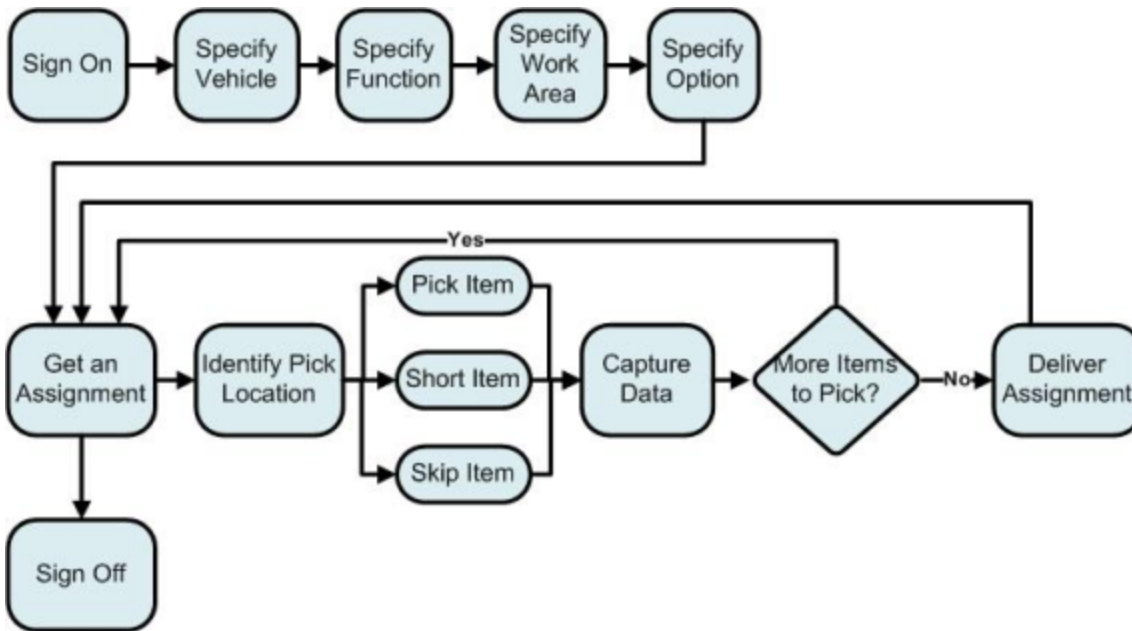 Sign On
Specify
Vehicle
Specify
Function
Specify
Work
Area
Specify
Option
Yes
Pick Item
Get an
Assignment
Identify Pick
Location
Short Item
Capture
Data
More Items
to Pick?
No
Deliver
Assignment
Skip Item
Sign Off